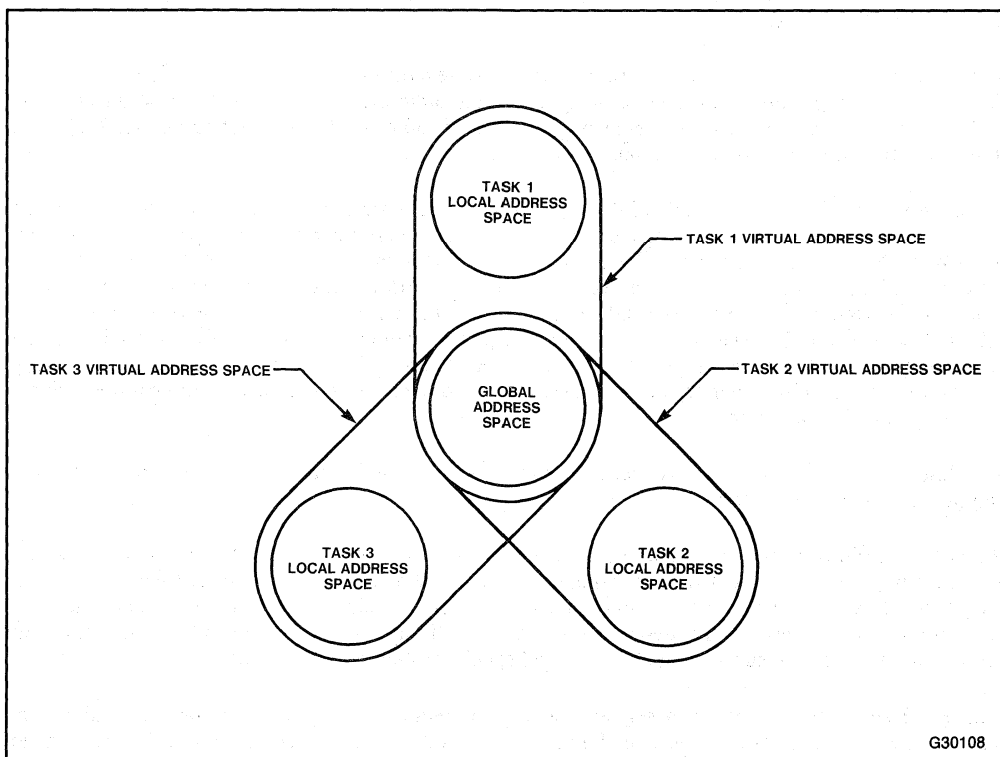 TASK 1
LOCAL ADDRESS
SPACE
TASK 1 VIRTUAL ADDRESS SPACE
TASK 3 VIRTUAL ADDRESS SPACE
TASK 2 VIRTUAL ADDRESS SPACE
GLOBAL
ADDRESS
SPACE
TASK 3
LOCAL ADDRESS
SPACE
TASK 2
LOCAL ADDRESS
SPACE
G30108